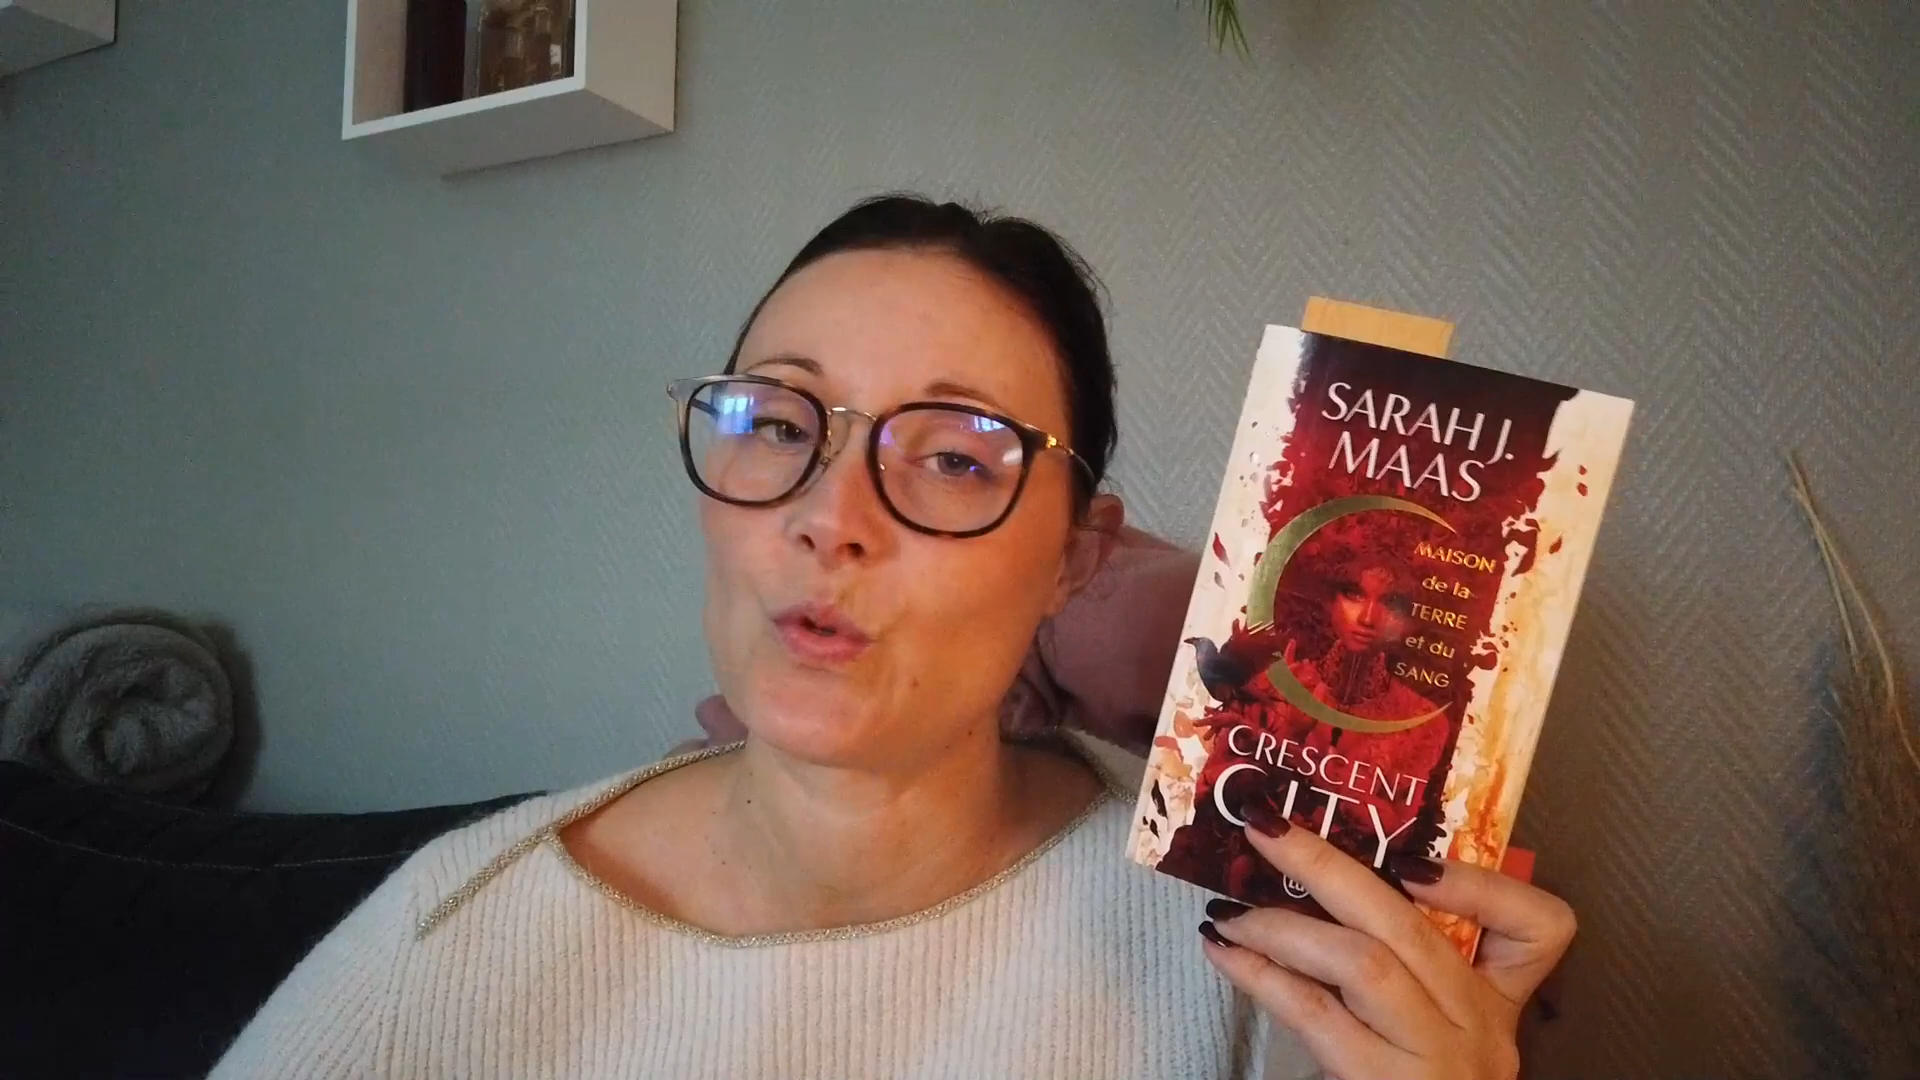 SARAH J.
MAAS
MAISON
de la
TERRE
et du
SANG
CRESCENT
CITY